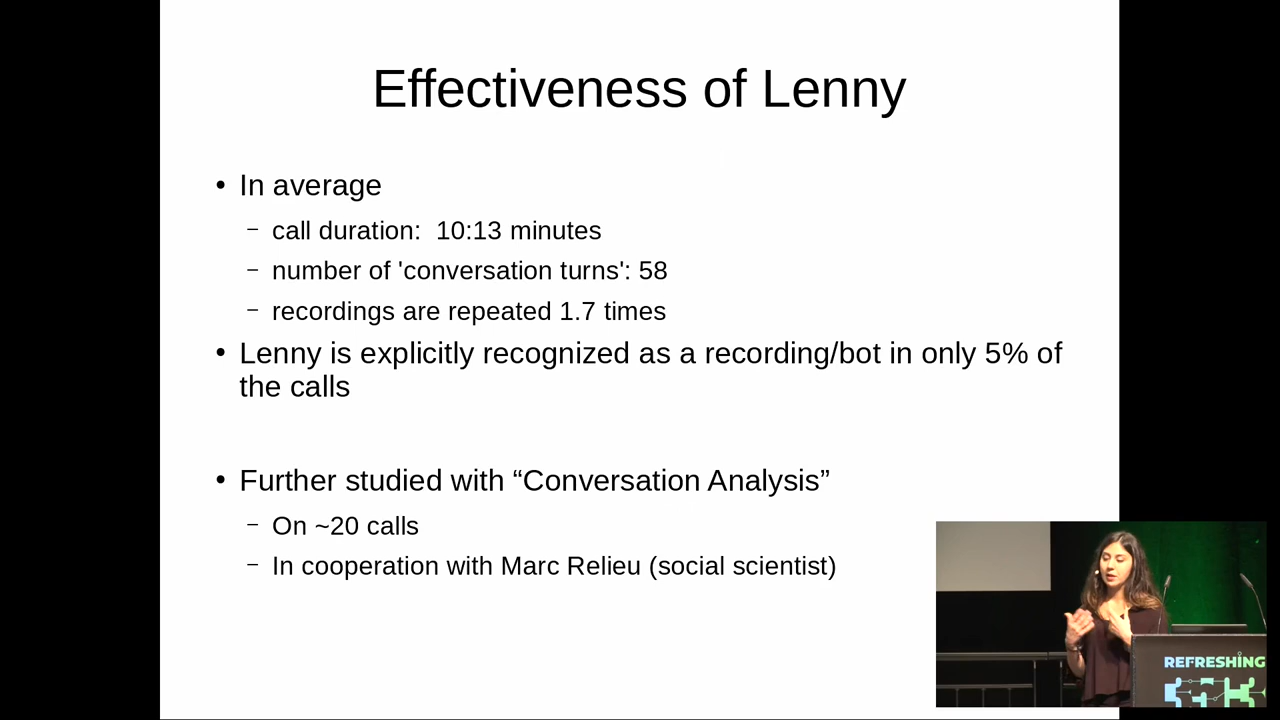 Effectiveness of Lenny
• In average
– call duration:  10:13 minutes
– number of 'conversation turns': 58
– recordings are repeated 1.7 times
• Lenny is explicitly recognized as a recording/bot in only 5% of
the calls
• Further studied with “Conversation Analysis”
– On ~20 calls
– In cooperation with Marc Relieu (social scientist)
REFRESHING